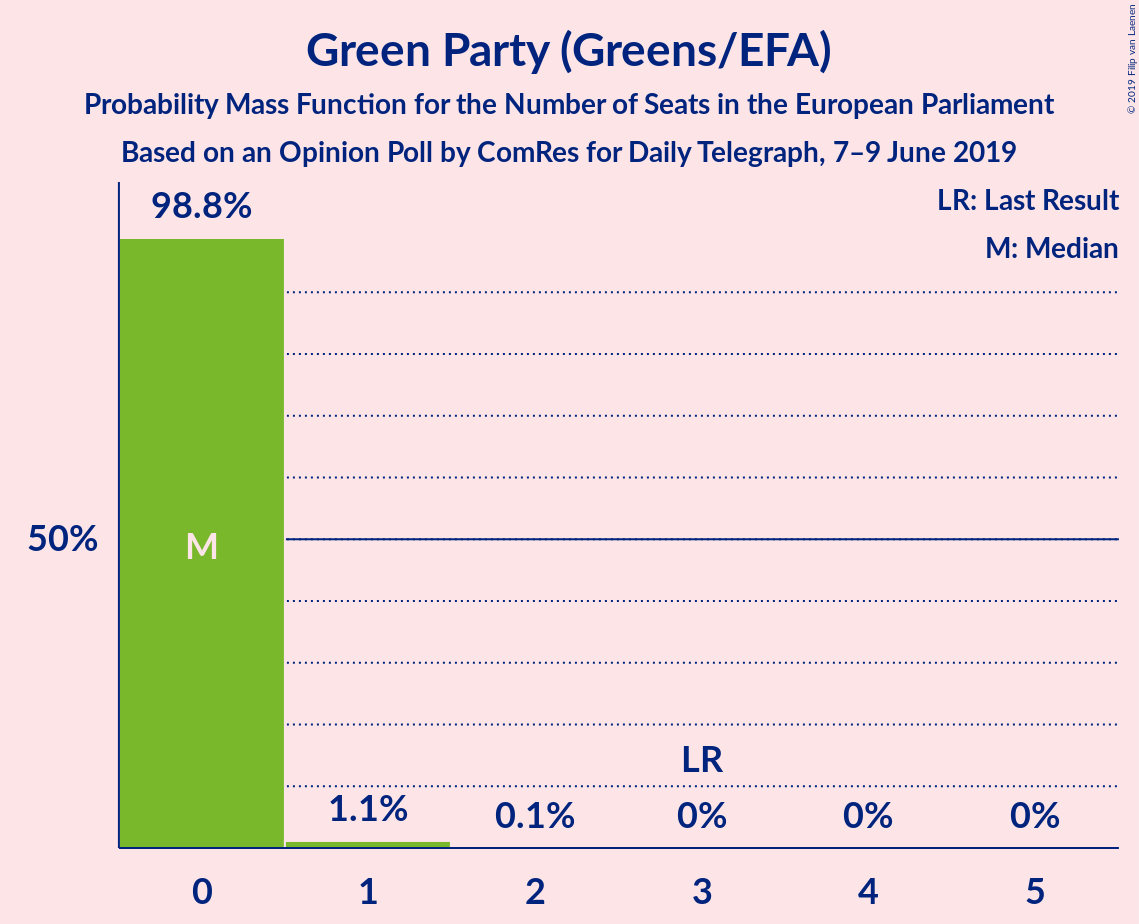 Green Party (Greens/EFA)
Probability Mass Function for the Number of Seats in the European Parliament
Based on an Opinion Poll by ComRes for Daily Telegraph, 7–9 June 2019
© 2019 Filip van Laenen
LR: Last Result
M: Median
98.8%
50%
M
LR
1.1%
0.1%
0%
0%
0%
0
1
2
3
4
5